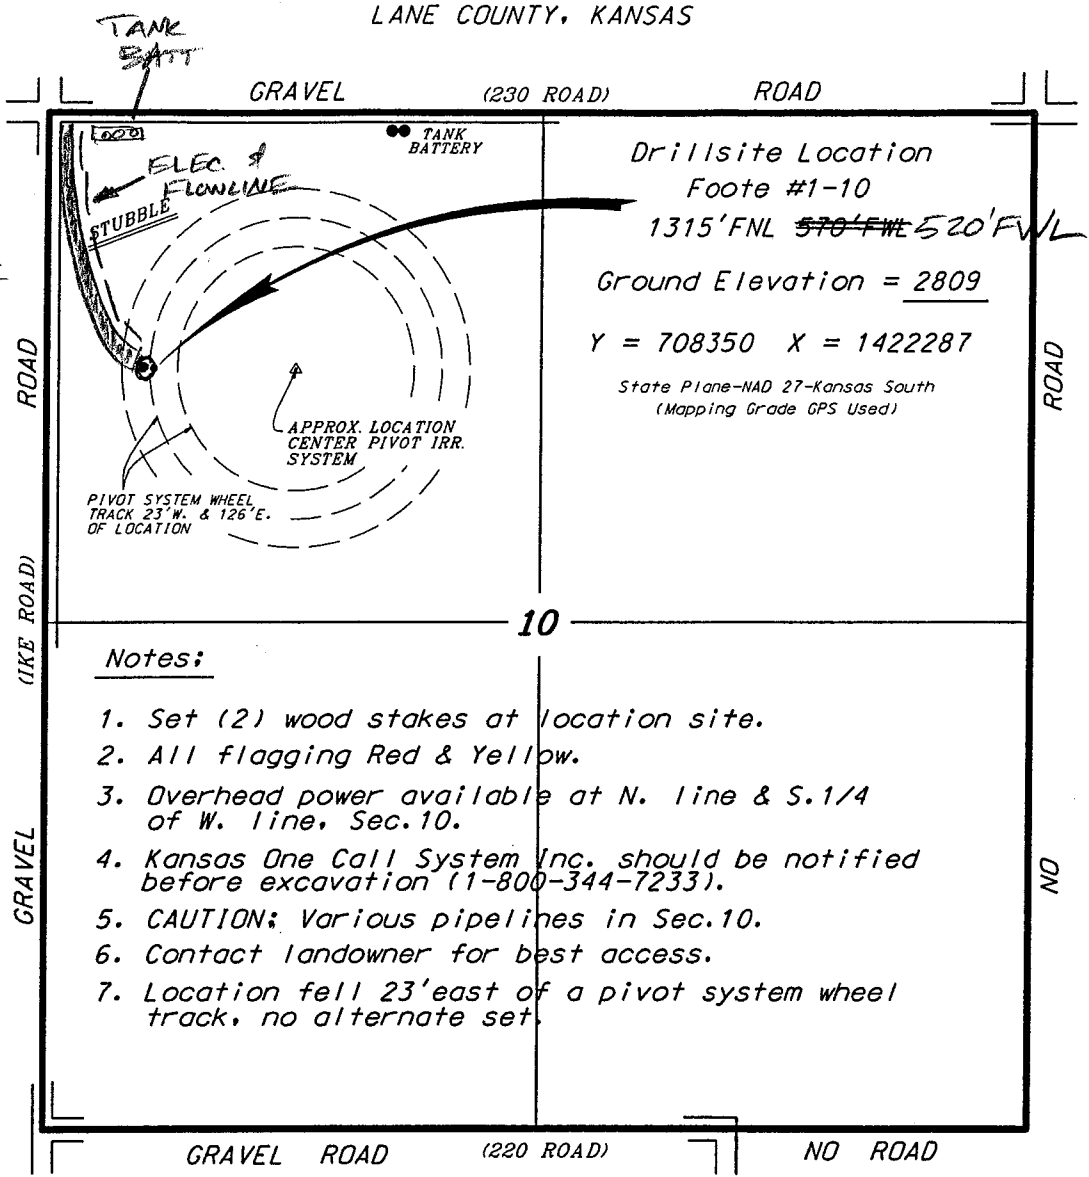 LANE COUNTY, KANSAS
TANK
BATT
GRAVEL (230 ROAD) ROAD
TANK
BATTERY
ELEC. &
FLOWLINE
STUBBLE
Drillsite Location
Foote #1-10
1315'FNL 570'FWL 520'FWL
Ground Elevation = 2809
Y = 708350 X = 1422287
State Plane-NAD 27-Kansas South
(Mapping Grade GPS Used)
ROAD
ROAD
APPROX. LOCATION
CENTER PIVOT IRR.
SYSTEM
PIVOT SYSTEM WHEEL
TRACK 23'W. & 126'E.
OF LOCATION
(IKE ROAD)
10
Notes:
1. Set (2) wood stakes at location site.
2. All flagging Red & Yellow.
3. Overhead power available at N. line & S.1/4
of W. line, Sec.10.
4. Kansas One Call System Inc. should be notified
before excavation (1-800-344-7233).
5. CAUTION: Various pipelines in Sec.10.
6. Contact landowner for best access.
7. Location fell 23'east of a pivot system wheel
track, no alternate set.
GRAVEL
NO
GRAVEL ROAD (220 ROAD) NO ROAD